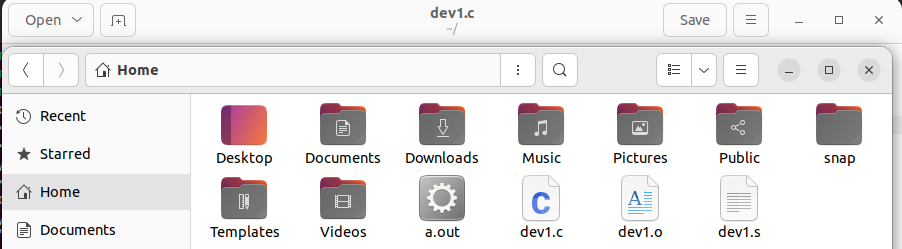 Open
dev1.c
~/
Save
Home
Recent
Starred
Home
Documents
Desktop
Documents
Downloads
Music
Pictures
Public
snap
Templates
Videos
a.out
dev1.c
dev1.o
dev1.s